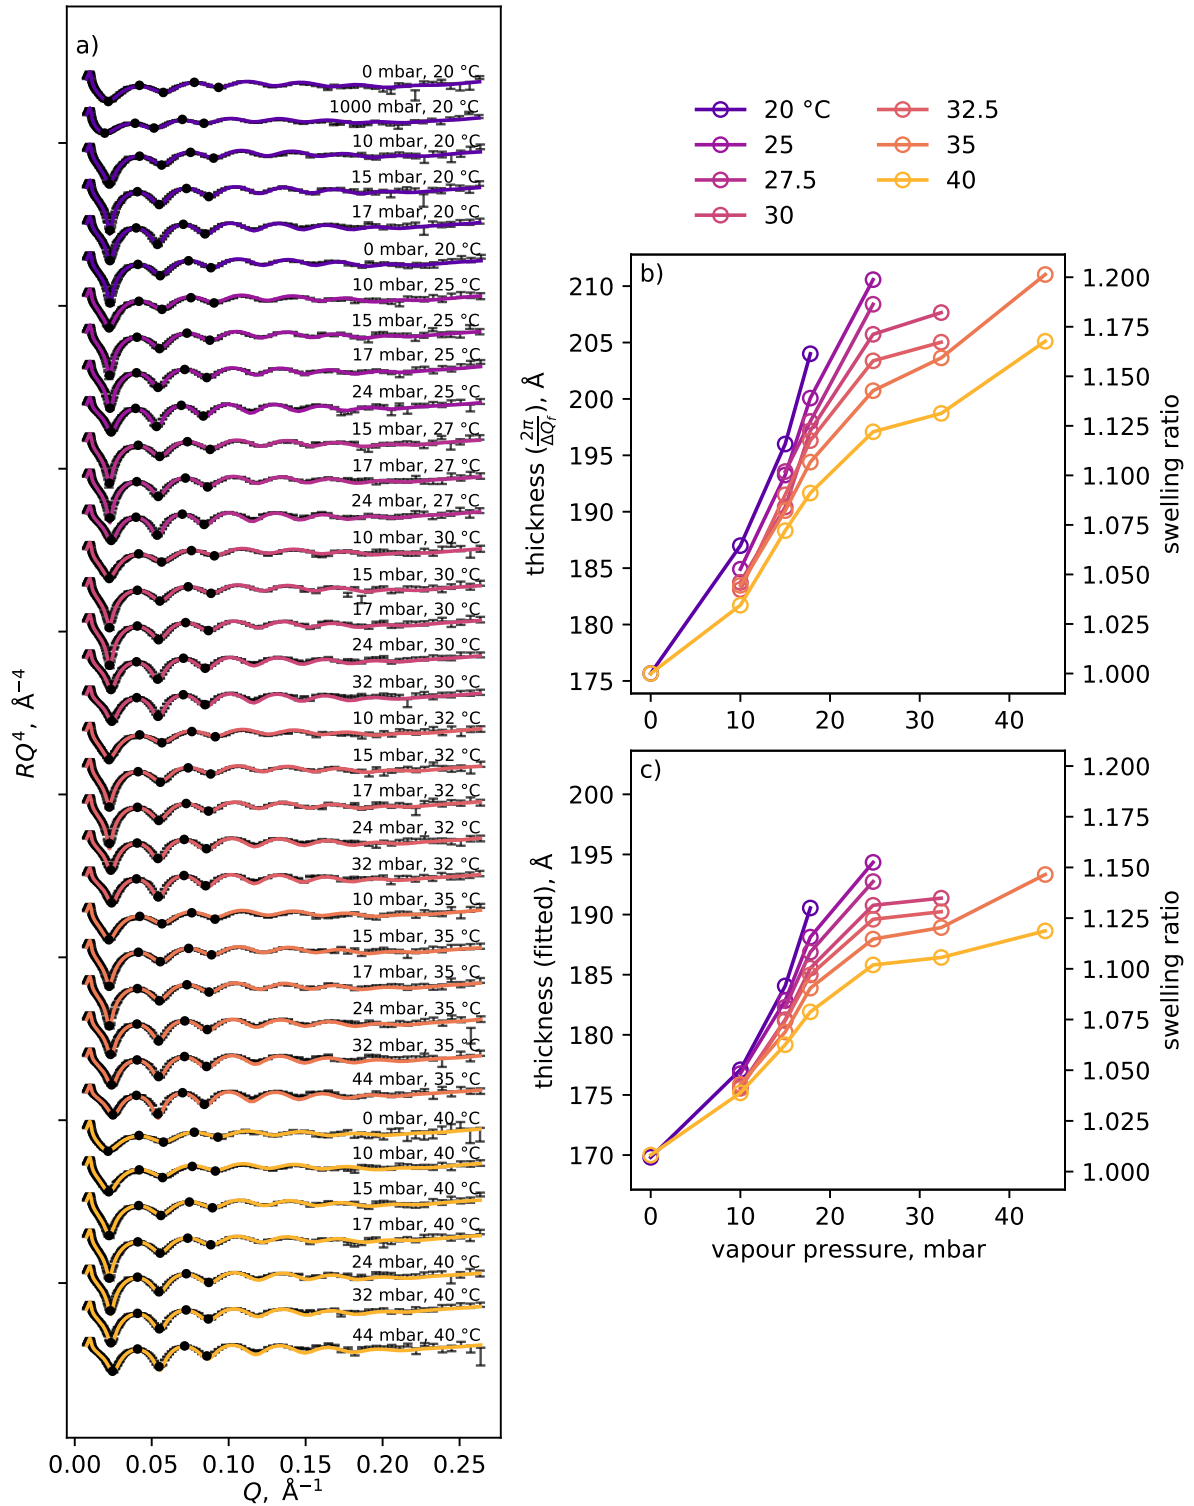 a)
0 mbar, 20 °C
1000 mbar, 20 °C
10 mbar, 20 °C
15 mbar, 20 °C
17 mbar, 20 °C
0 mbar, 20 °C
10 mbar, 25 °C
15 mbar, 25 °C
17 mbar, 25 °C
24 mbar, 25 °C
15 mbar, 27 °C
17 mbar, 27 °C
24 mbar, 27 °C
10 mbar, 30 °C
15 mbar, 30 °C
17 mbar, 30 °C
24 mbar, 30 °C
32 mbar, 30 °C
10 mbar, 32 °C
15 mbar, 32 °C
17 mbar, 32 °C
24 mbar, 32 °C
32 mbar, 32 °C
10 mbar, 35 °C
15 mbar, 35 °C
17 mbar, 35 °C
24 mbar, 35 °C
32 mbar, 35 °C
44 mbar, 35 °C
0 mbar, 40 °C
10 mbar, 40 °C
15 mbar, 40 °C
17 mbar, 40 °C
24 mbar, 40 °C
32 mbar, 40 °C
44 mbar, 40 °C
RQ⁴, Å⁻⁴
0.00 0.05 0.10 0.15 0.20 0.25
Q, Å⁻¹
20 °C
25
27.5
30
32.5
35
40
b)
210
205
200
195
190
185
180
175
thickness (2π/ΔQ_f), Å
1.200
1.175
1.150
1.125
1.100
1.075
1.050
1.025
1.000
swelling ratio
0 10 20 30 40
c)
200
195
190
185
180
175
170
thickness (fitted), Å
1.200
1.175
1.150
1.125
1.100
1.075
1.050
1.025
1.000
swelling ratio
0 10 20 30 40
vapour pressure, mbar